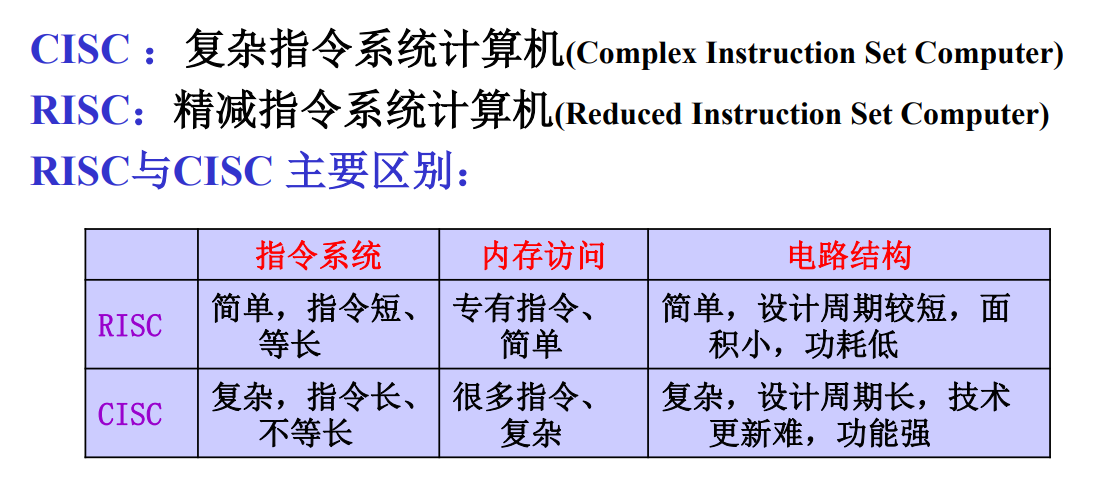 CISC ：复杂指令系统计算机(Complex Instruction Set Computer)
RISC：精减指令系统计算机(Reduced Instruction Set Computer)
RISC与CISC 主要区别：
指令系统 内存访问 电路结构
RISC 简单，指令短、等长 专有指令、简单 简单，设计周期较短，面积小，功耗低
CISC 复杂，指令长、不等长 很多指令、复杂 复杂，设计周期长，技术更新难，功能强